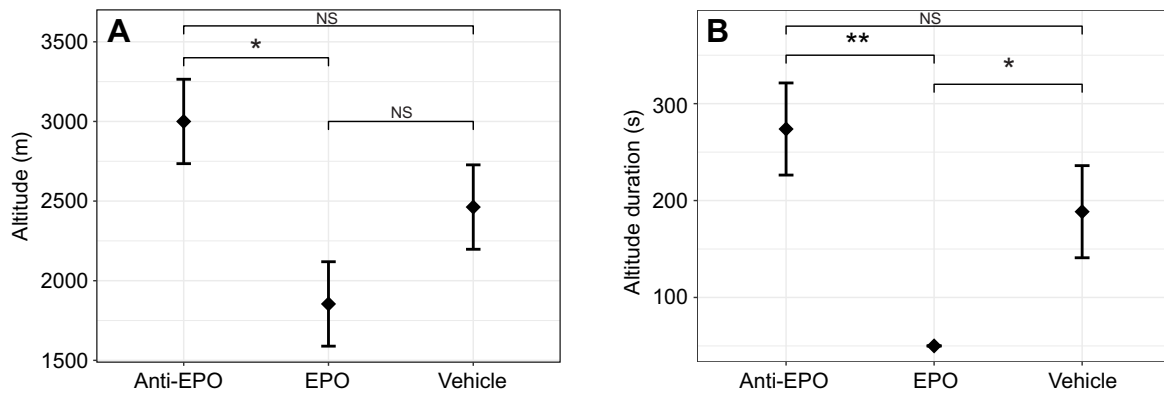 A
NS
*
NS
3500
3000
2500
2000
1500
Altitude (m)
Anti-EPO EPO Vehicle
B
NS
**
*
300
200
100
Altitude duration (s)
Anti-EPO EPO Vehicle